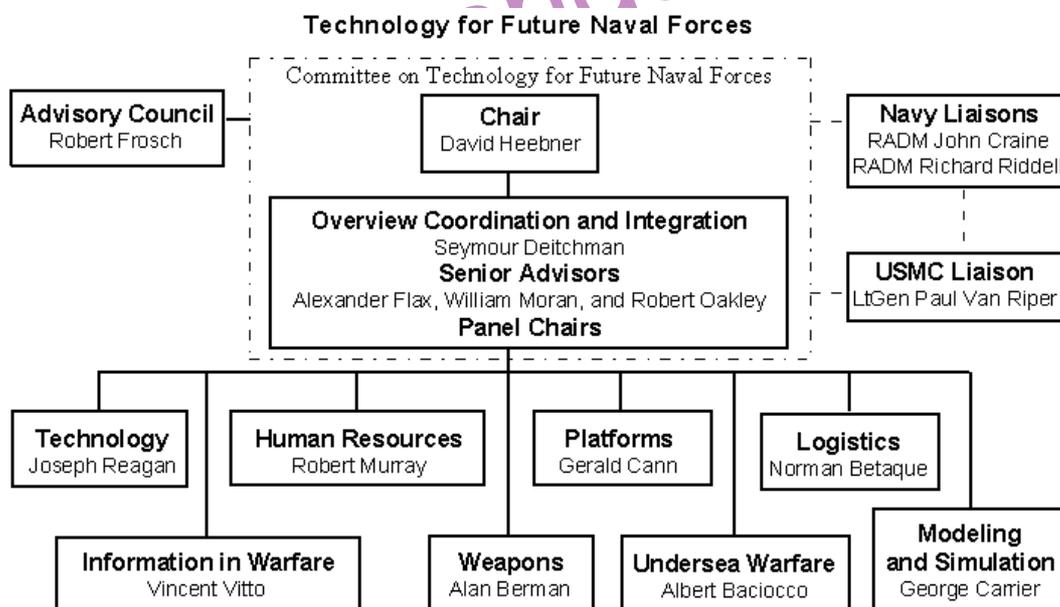 Technology for Future Naval Forces
Committee on Technology for Future Naval Forces
Advisory Council
Robert Frosch
Chair
David Heebner
Navy Liaisons
RADM John Craine
RADM Richard Riddell
Overview Coordination and Integration
Seymour Deitchman
Senior Advisors
Alexander Flax, William Moran, and Robert Oakley
Panel Chairs
USMC Liaison
LtGen Paul Van Riper
Technology
Joseph Reagan
Human Resources
Robert Murray
Platforms
Gerald Cann
Logistics
Norman Betaque
Information in Warfare
Vincent Vitto
Weapons
Alan Berman
Undersea Warfare
Albert Baciocco
Modeling
and Simulation
George Carrier